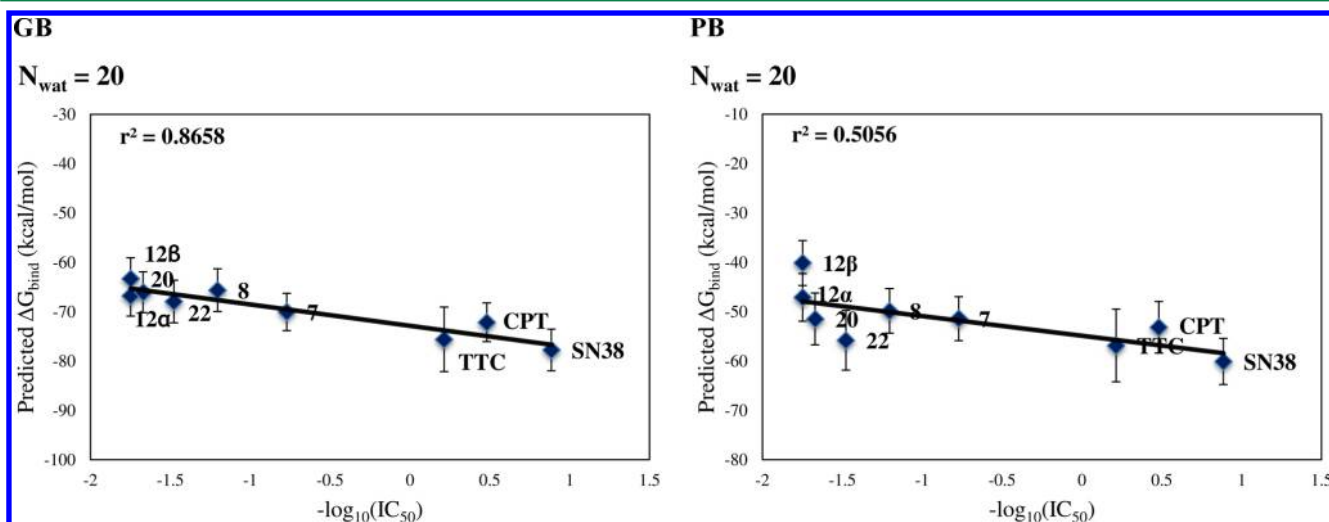 GB
N_wat = 20
r² = 0.8658
Predicted ΔG_bind (kcal/mol)
-30
-40
-50
-60
-70
-80
-90
-100
12β
20
12α
22
8
7
TTC
CPT
SN38
-2
-1.5
-1
-0.5
0
0.5
1
1.5
-log₁₀(IC₅₀)
PB
N_wat = 20
r² = 0.5056
Predicted ΔG_bind (kcal/mol)
-10
-20
-30
-40
-50
-60
-70
-80
12β
12α
20
22
8
7
TTC
CPT
SN38
-2
-1.5
-1
-0.5
0
0.5
1
1.5
-log₁₀(IC₅₀)